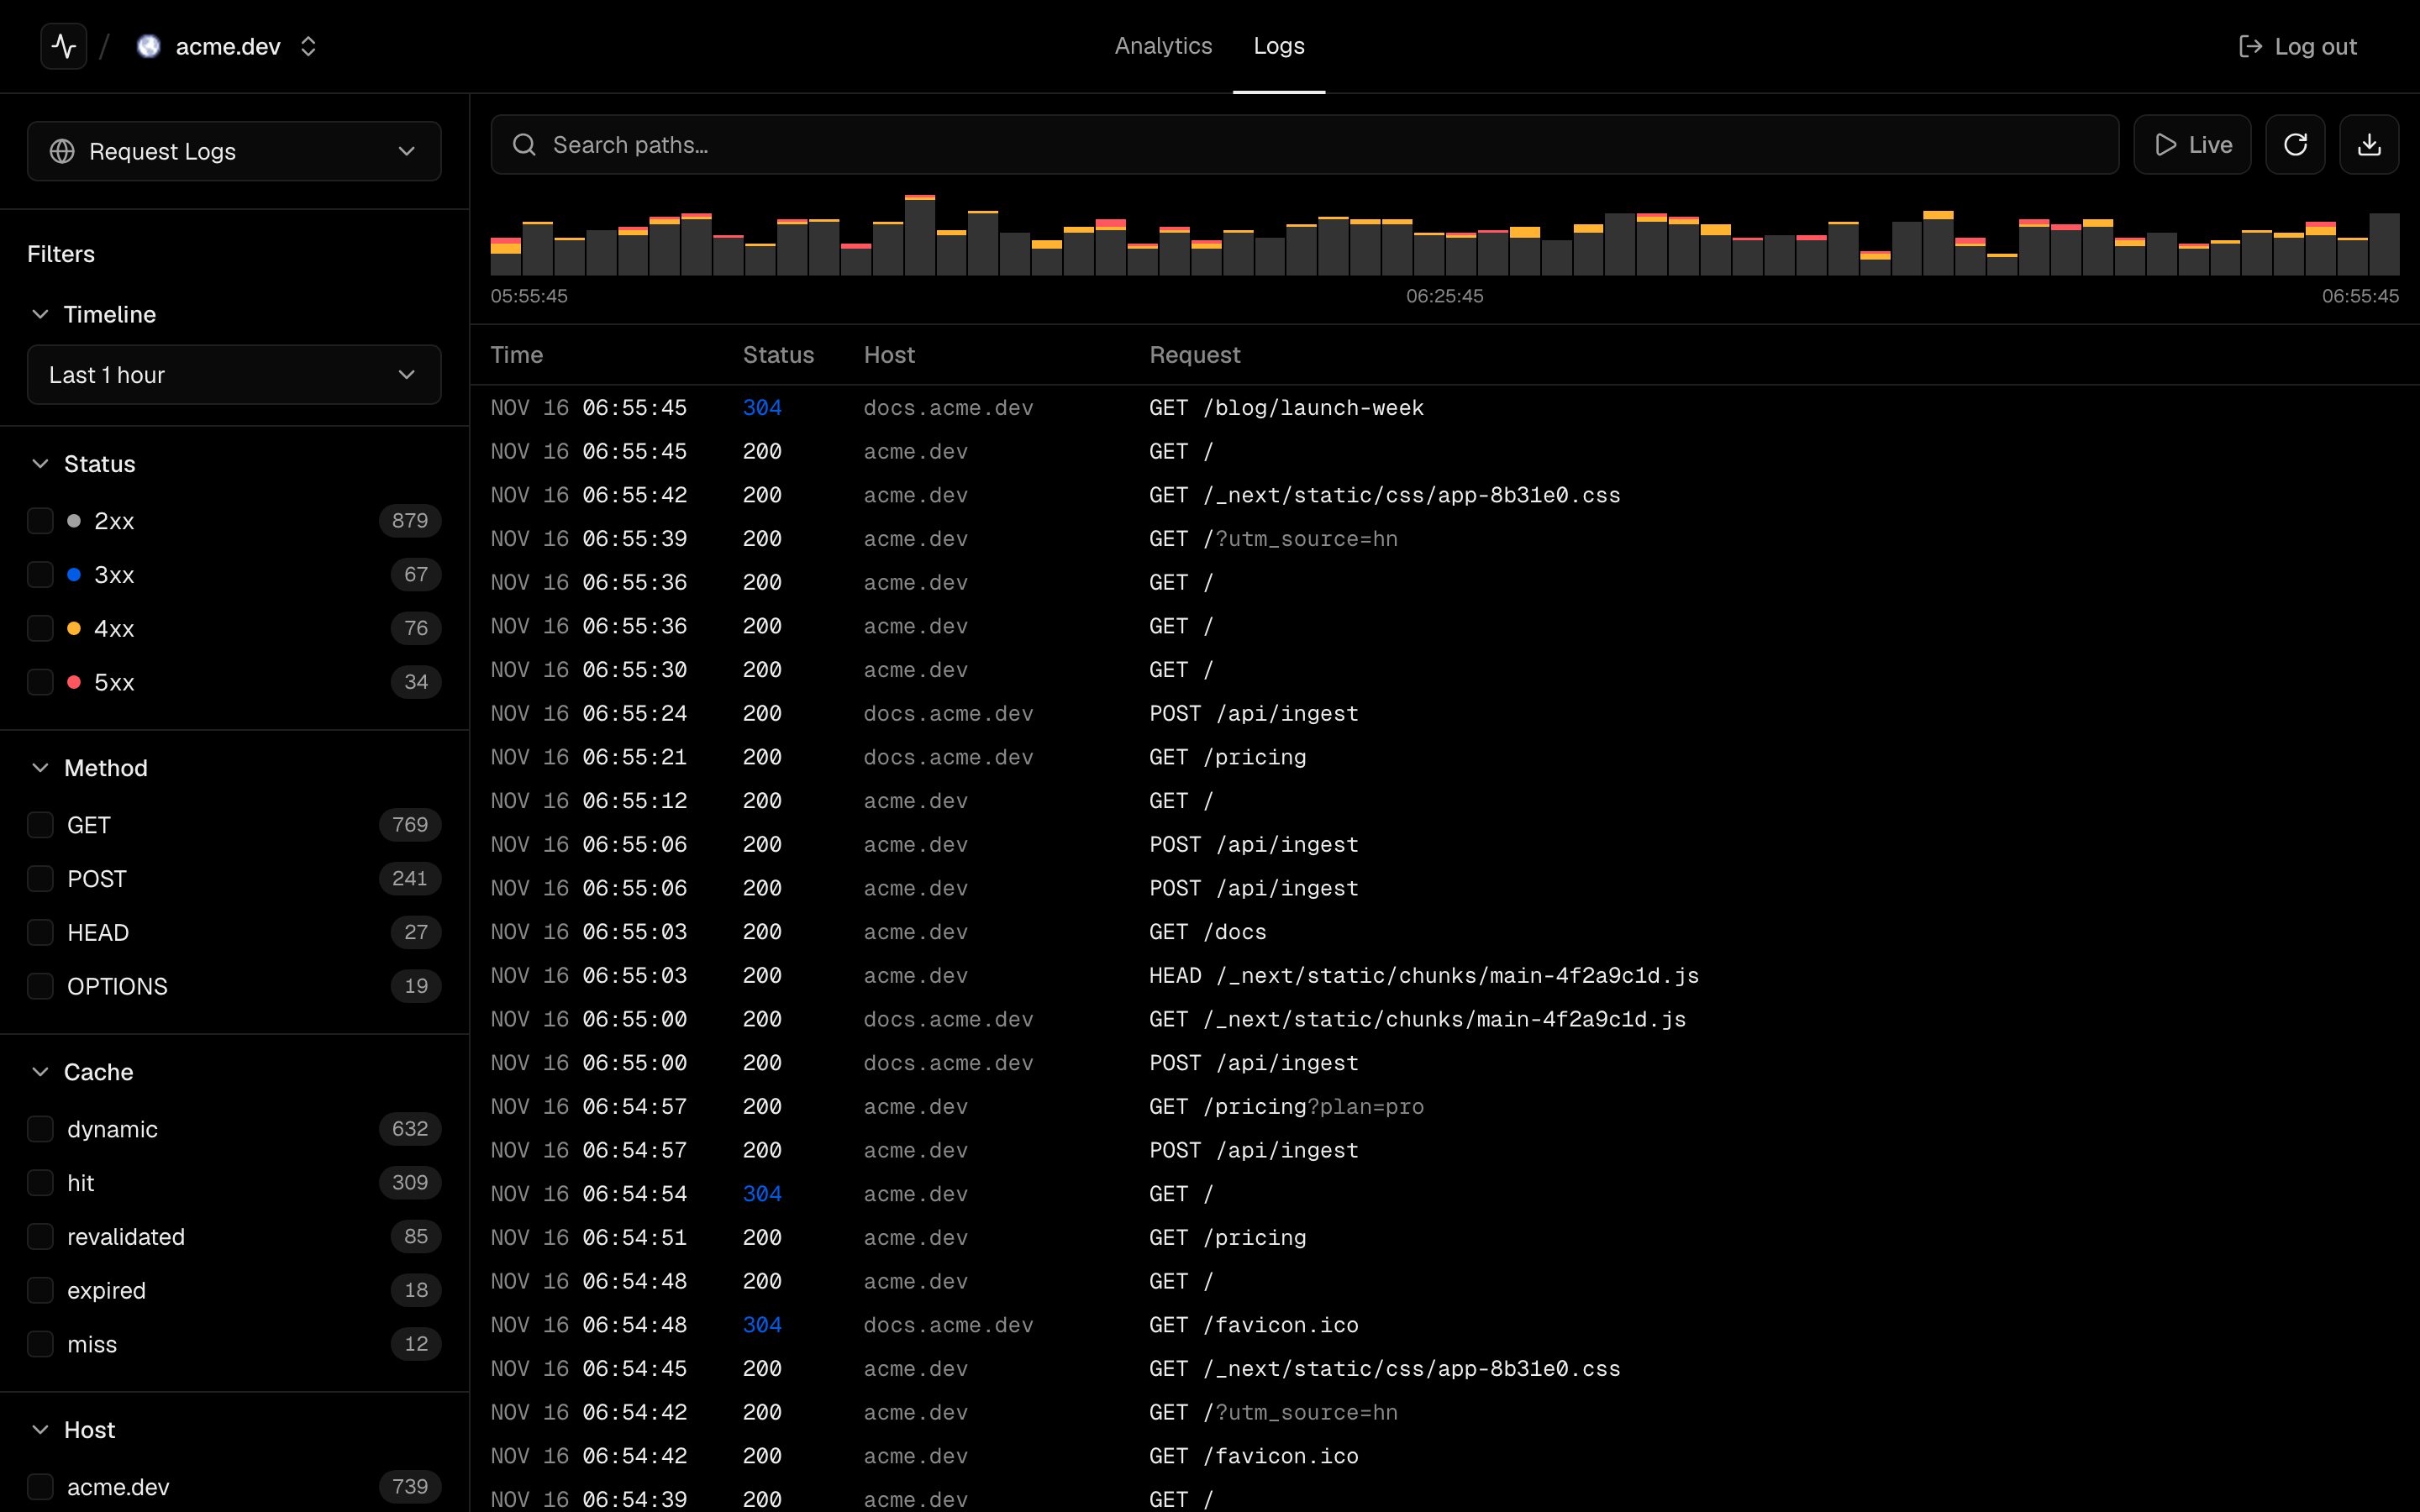 / acme.dev
Analytics
Logs
Log out
Request Logs
Filters
Timeline
Last 1 hour
Status
2xx 879
3xx 67
4xx 76
5xx 34
Method
GET 769
POST 241
HEAD 27
OPTIONS 19
Cache
dynamic 632
hit 309
revalidated 85
expired 18
miss 12
Host
acme.dev 739
Search paths...
Live
05:55:45 06:25:45 06:55:45
Time Status Host Request
NOV 16 06:55:45 304 docs.acme.dev GET /blog/launch-week
NOV 16 06:55:45 200 acme.dev GET /
NOV 16 06:55:42 200 acme.dev GET /_next/static/css/app-8b31e0.css
NOV 16 06:55:39 200 acme.dev GET /?utm_source=hn
NOV 16 06:55:36 200 acme.dev GET /
NOV 16 06:55:36 200 acme.dev GET /
NOV 16 06:55:30 200 acme.dev GET /
NOV 16 06:55:24 200 docs.acme.dev POST /api/ingest
NOV 16 06:55:21 200 docs.acme.dev GET /pricing
NOV 16 06:55:12 200 acme.dev GET /
NOV 16 06:55:06 200 acme.dev POST /api/ingest
NOV 16 06:55:06 200 acme.dev POST /api/ingest
NOV 16 06:55:03 200 acme.dev GET /docs
NOV 16 06:55:03 200 acme.dev HEAD /_next/static/chunks/main-4f2a9c1d.js
NOV 16 06:55:00 200 docs.acme.dev GET /_next/static/chunks/main-4f2a9c1d.js
NOV 16 06:55:00 200 docs.acme.dev POST /api/ingest
NOV 16 06:54:57 200 acme.dev GET /pricing?plan=pro
NOV 16 06:54:57 200 acme.dev POST /api/ingest
NOV 16 06:54:54 304 acme.dev GET /
NOV 16 06:54:51 200 acme.dev GET /pricing
NOV 16 06:54:48 200 acme.dev GET /
NOV 16 06:54:48 304 docs.acme.dev GET /favicon.ico
NOV 16 06:54:45 200 acme.dev GET /_next/static/css/app-8b31e0.css
NOV 16 06:54:42 200 acme.dev GET /?utm_source=hn
NOV 16 06:54:42 200 acme.dev GET /favicon.ico
NOV 16 06:54:39 200 acme.dev GET /